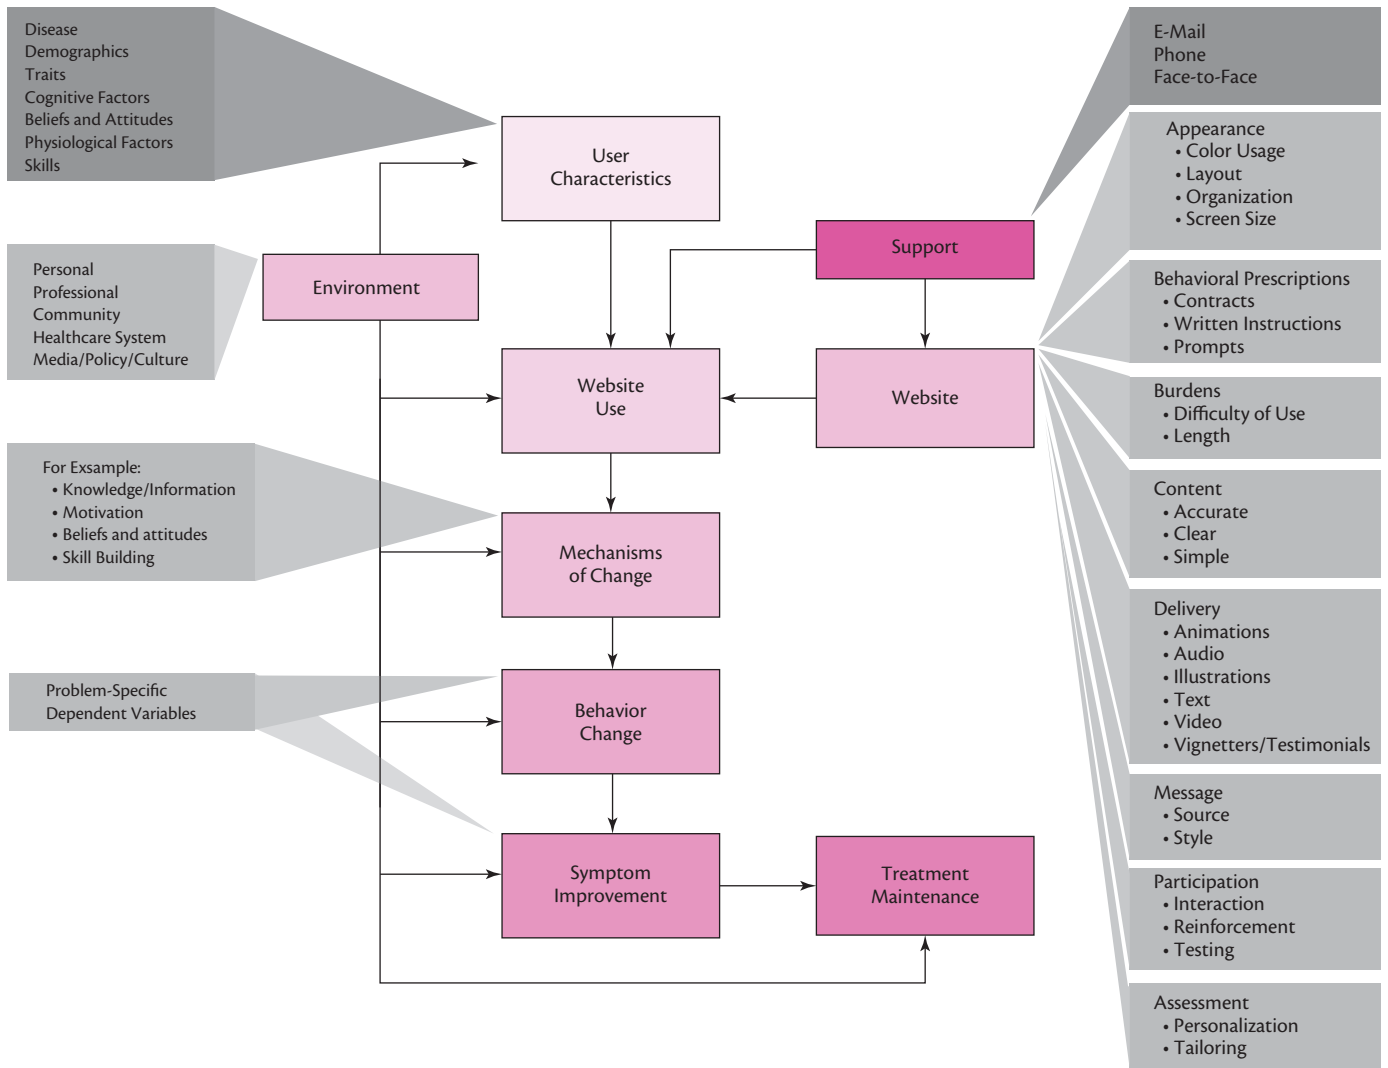 Disease
Demographics
Traits
Cognitive Factors
Beliefs and Attitudes
Physiological Factors
Skills
Personal
Professional
Community
Healthcare System
Media/Policy/Culture
For Exsample:
• Knowledge/Information
• Motivation
• Beliefs and attitudes
• Skill Building
Problem-Specific
Dependent Variables
User
Characteristics
Environment
Support
Website
Use
Website
Mechanisms
of Change
Behavior
Change
Symptom
Improvement
Treatment
Maintenance
E-Mail
Phone
Face-to-Face
Appearance
• Color Usage
• Layout
• Organization
• Screen Size
Behavioral Prescriptions
• Contracts
• Written Instructions
• Prompts
Burdens
• Difficulty of Use
• Length
Content
• Accurate
• Clear
• Simple
Delivery
• Animations
• Audio
• Illustrations
• Text
• Video
• Vignetters/Testimonials
Message
• Source
• Style
Participation
• Interaction
• Reinforcement
• Testing
Assessment
• Personalization
• Tailoring